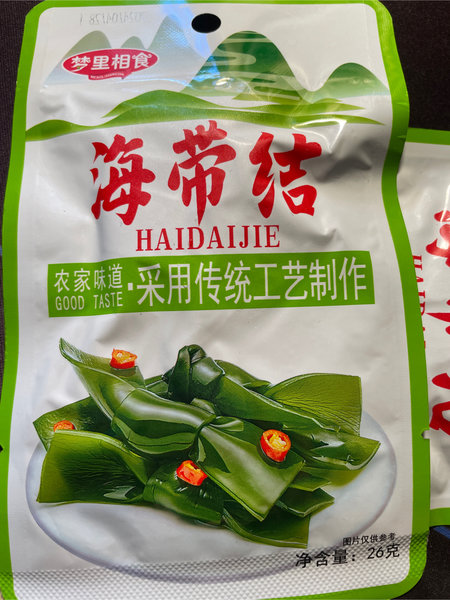 梦里相食
海带结
HAIDAIJIE
农家味道
GOOD TASTE
·采用传统工艺制作
图片仅供参考
净含量：26克